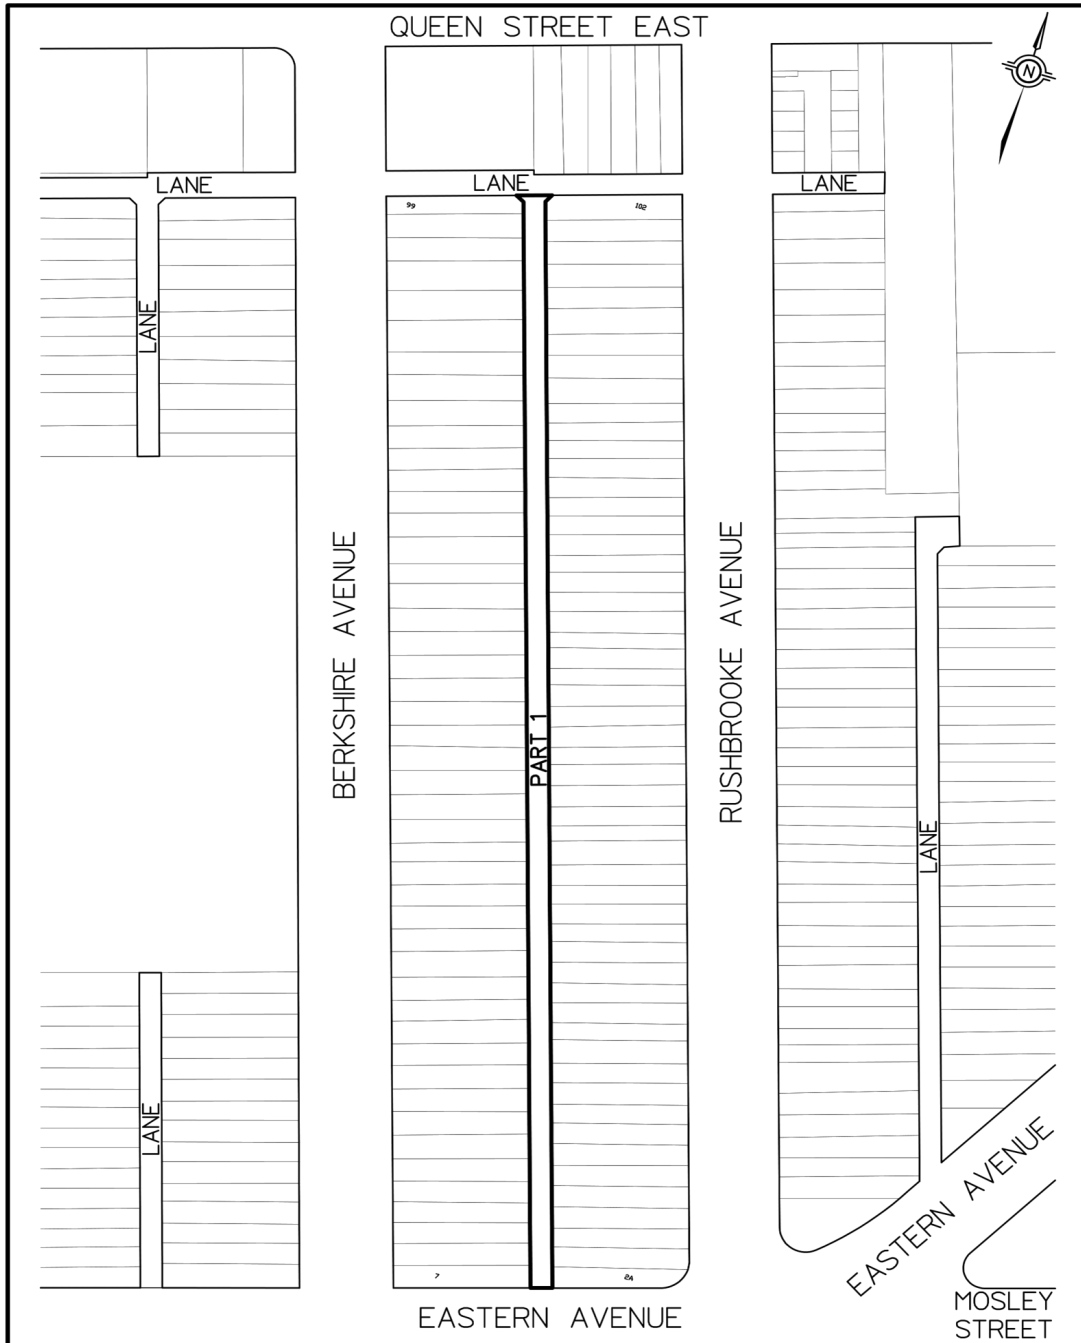 QUEEN STREET EAST
N
LANE
LANE
LANE
99
102
LANE
BERKSHIRE AVENUE
RUSHBROOKE AVENUE
PART 1
LANE
LANE
7
2A
EASTERN AVENUE
EASTERN AVENUE
MOSLEY
STREET